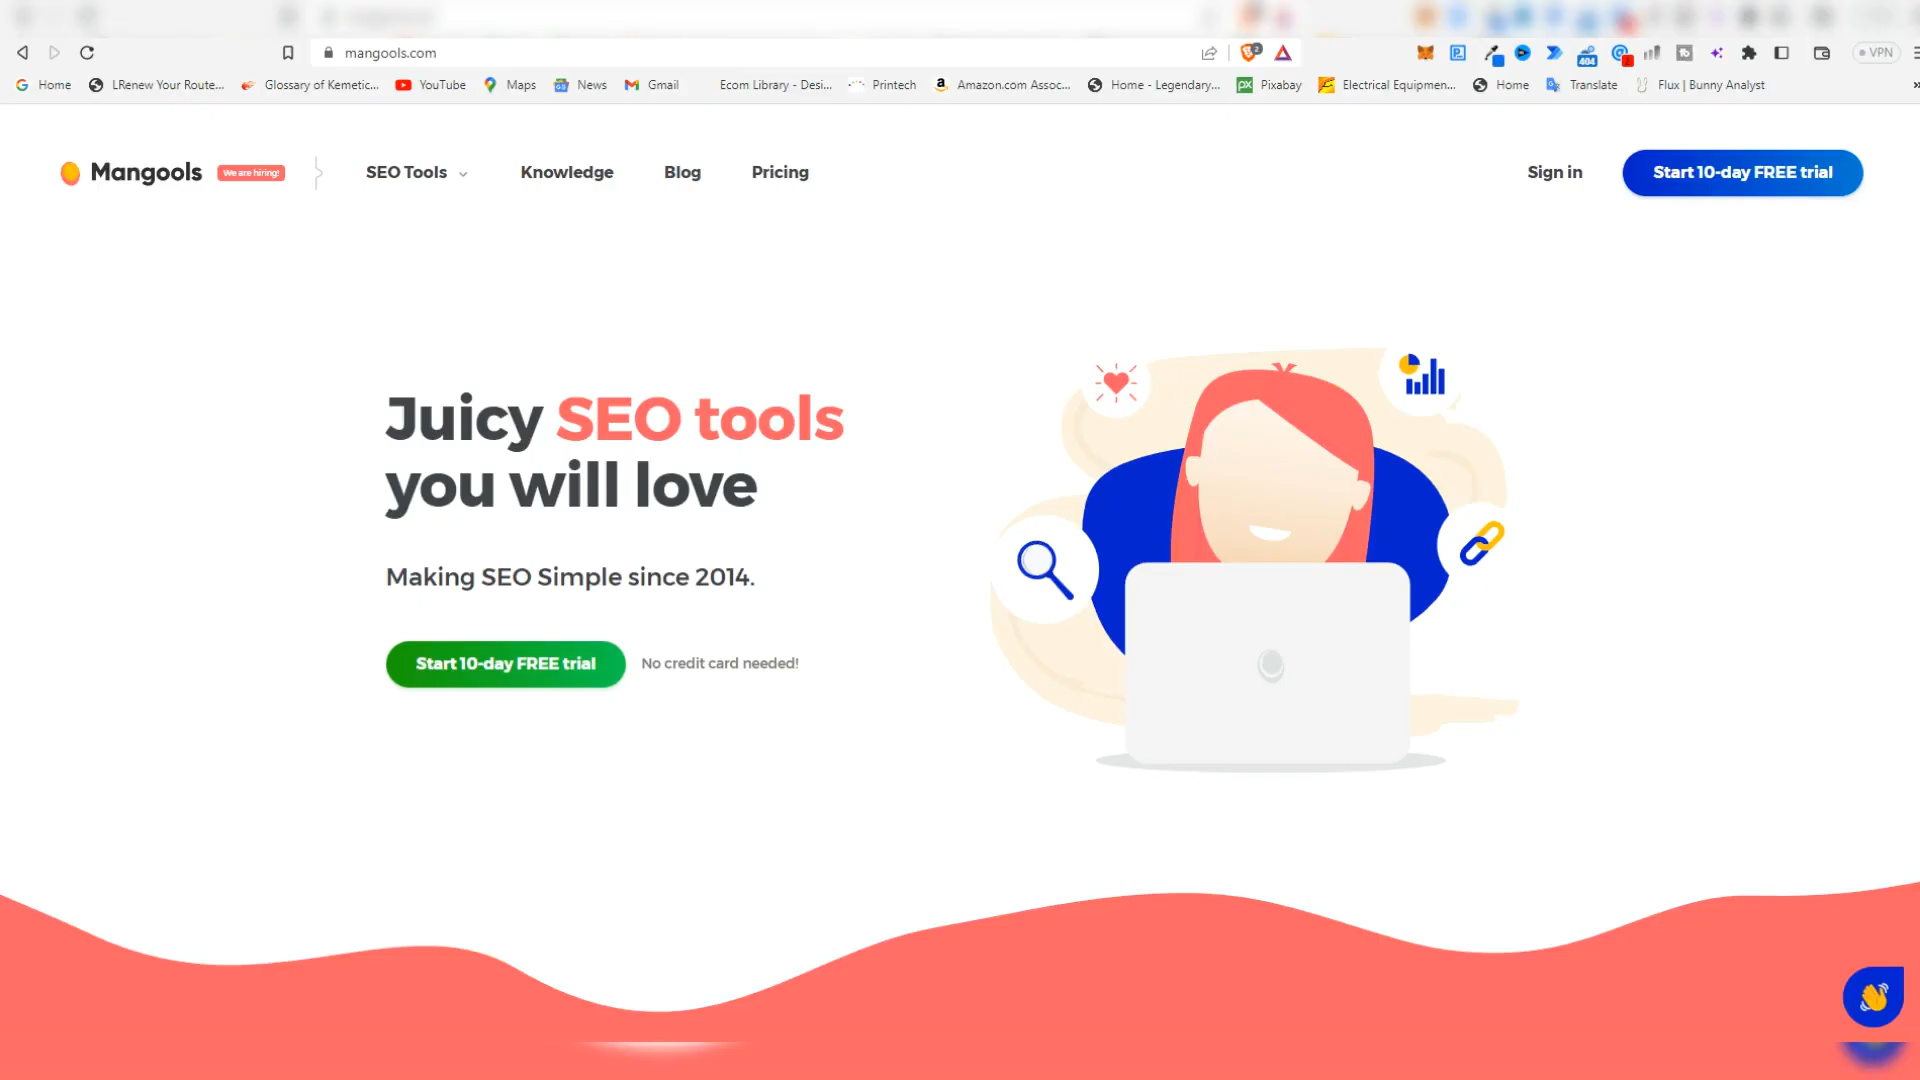 mangools.com
2
404
2
VPN
Home
LRenew Your Route...
Glossary of Kemetic...
YouTube
Maps
News
Gmail
Ecom Library - Desi...
Printech
Amazon.com Assoc...
Home - Legendary...
Pixabay
Electrical Equipmen...
Home
Translate
Flux | Bunny Analyst
Mangools
We are hiring!
SEO Tools
Knowledge
Blog
Pricing
Sign in
Start 10-day FREE trial
Juicy SEO tools
you will love
Making SEO Simple since 2014.
Start 10-day FREE trial
No credit card needed!